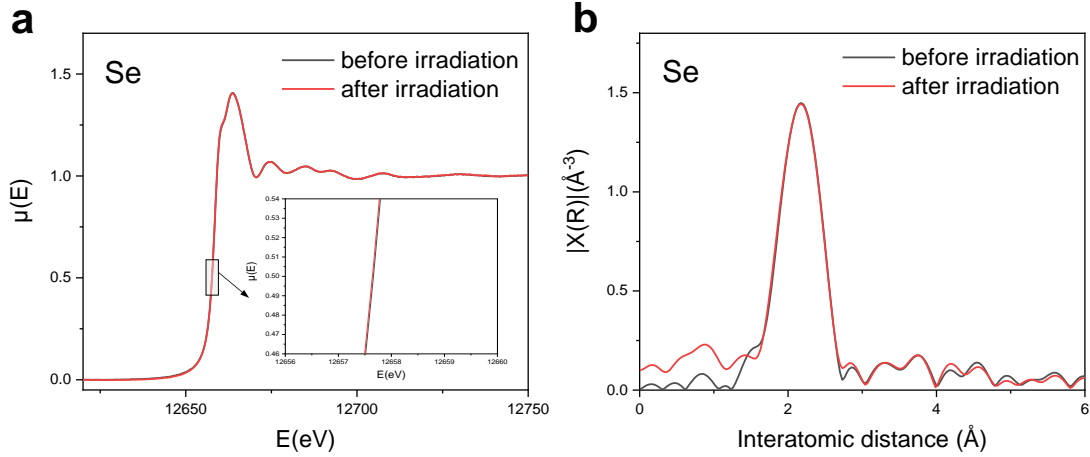 a
Se
before irradiation
after irradiation
μ(E)
1.5
1.0
0.5
0.0
12650
12700
12750
E(eV)
μ(E)
0.54
0.53
0.52
0.51
0.50
0.49
0.48
0.47
0.46
12656
12657
12658
12659
12660
E(eV)
b
Se
before irradiation
after irradiation
|X(R)|(Å⁻³)
1.5
1.0
0.5
0.0
0
2
4
6
Interatomic distance (Å)